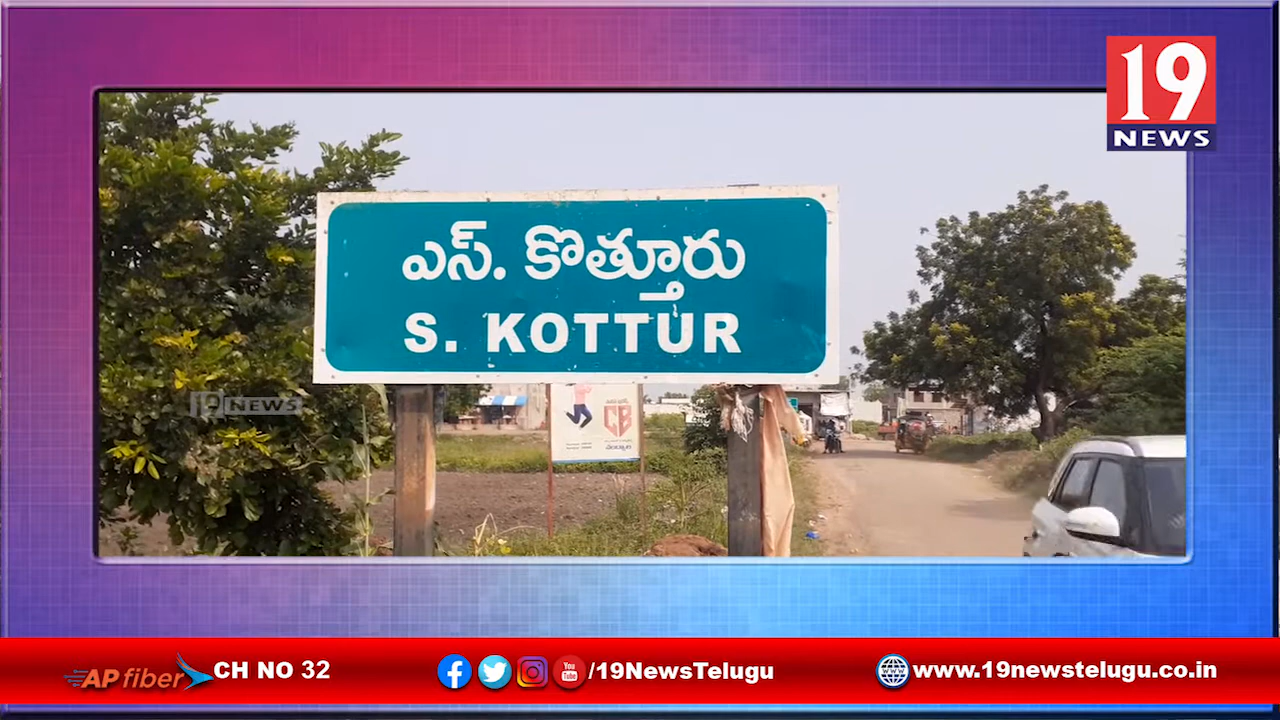 19
NEWS
ఎస్. కొత్తూరు
S. KOTTUR
19 NEWS
CB
AP fiber CH NO 32
/19NewsTelugu
www.19newstelugu.co.in